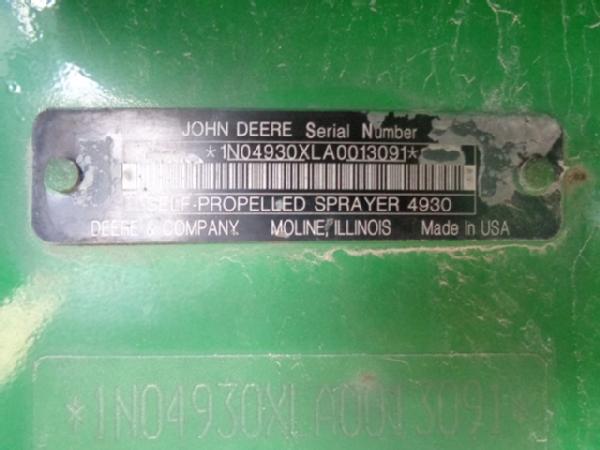 JOHN DEERE Serial Number
*1N04930XLA0013091*
SELF-PROPELLED SPRAYER 4930
DEERE & COMPANY MOLINE, ILLINOIS Made in USA
*1N04930XLA0013091*